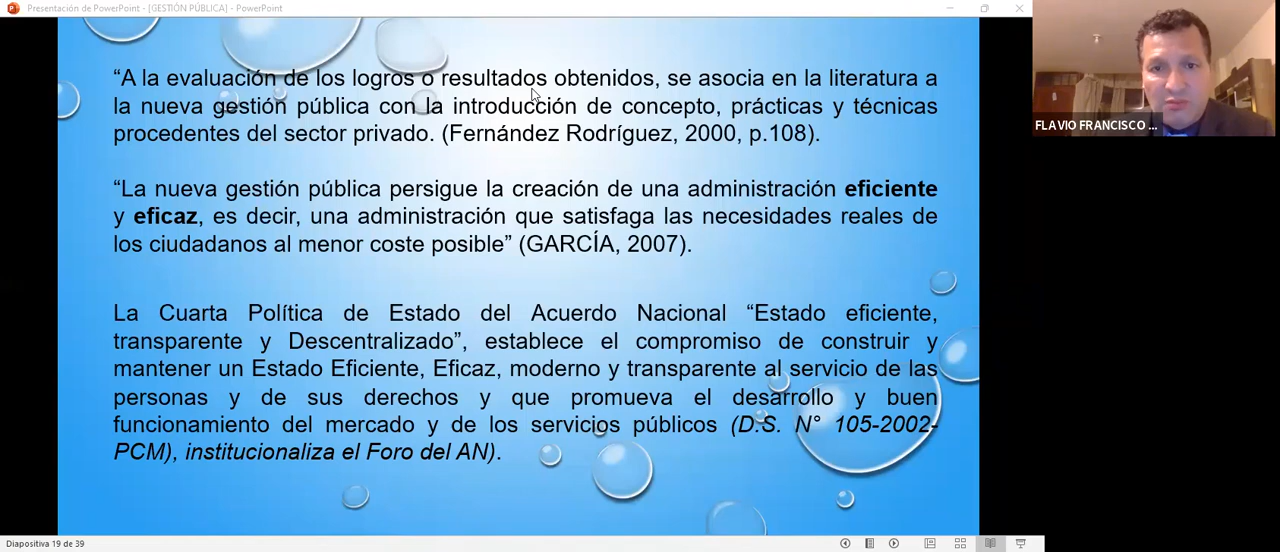 Presentación de PowerPoint - [GESTIÓN PÚBLICA] - PowerPoint
“A la evaluación de los logros o resultados obtenidos, se asocia en la literatura a
la nueva gestión pública con la introducción de concepto, prácticas y técnicas
procedentes del sector privado. (Fernández Rodríguez, 2000, p.108).
“La nueva gestión pública persigue la creación de una administración eficiente
y eficaz, es decir, una administración que satisfaga las necesidades reales de
los ciudadanos al menor coste posible” (GARCÍA, 2007).
La Cuarta Política de Estado del Acuerdo Nacional “Estado eficiente,
transparente y Descentralizado”, establece el compromiso de construir y
mantener un Estado Eficiente, Eficaz, moderno y transparente al servicio de las
personas y de sus derechos y que promueva el desarrollo y buen
funcionamiento del mercado y de los servicios públicos (D.S. N° 105-2002-
PCM), institucionaliza el Foro del AN).
FLAVIO FRANCISCO ...
Diapositiva 19 de 39